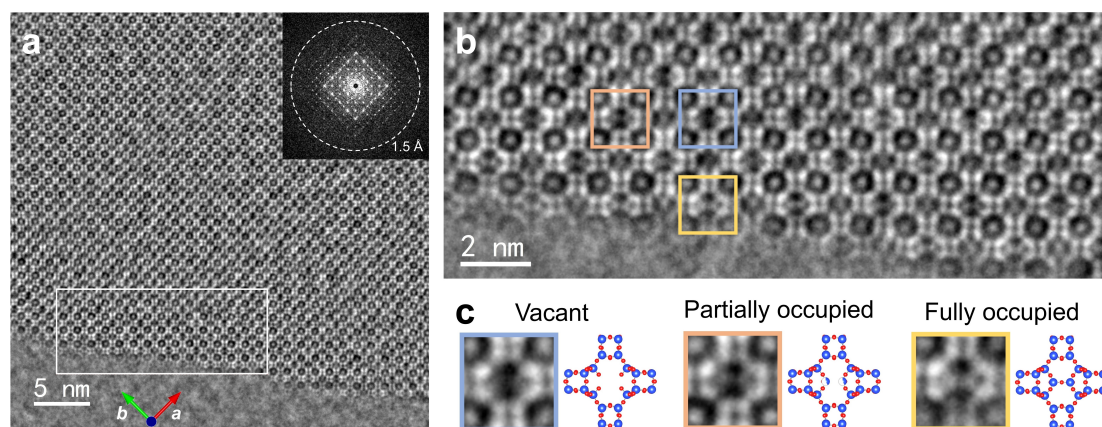 a
1.5 Å
5 nm
b a
b
2 nm
c
Vacant
Partially occupied
Fully occupied